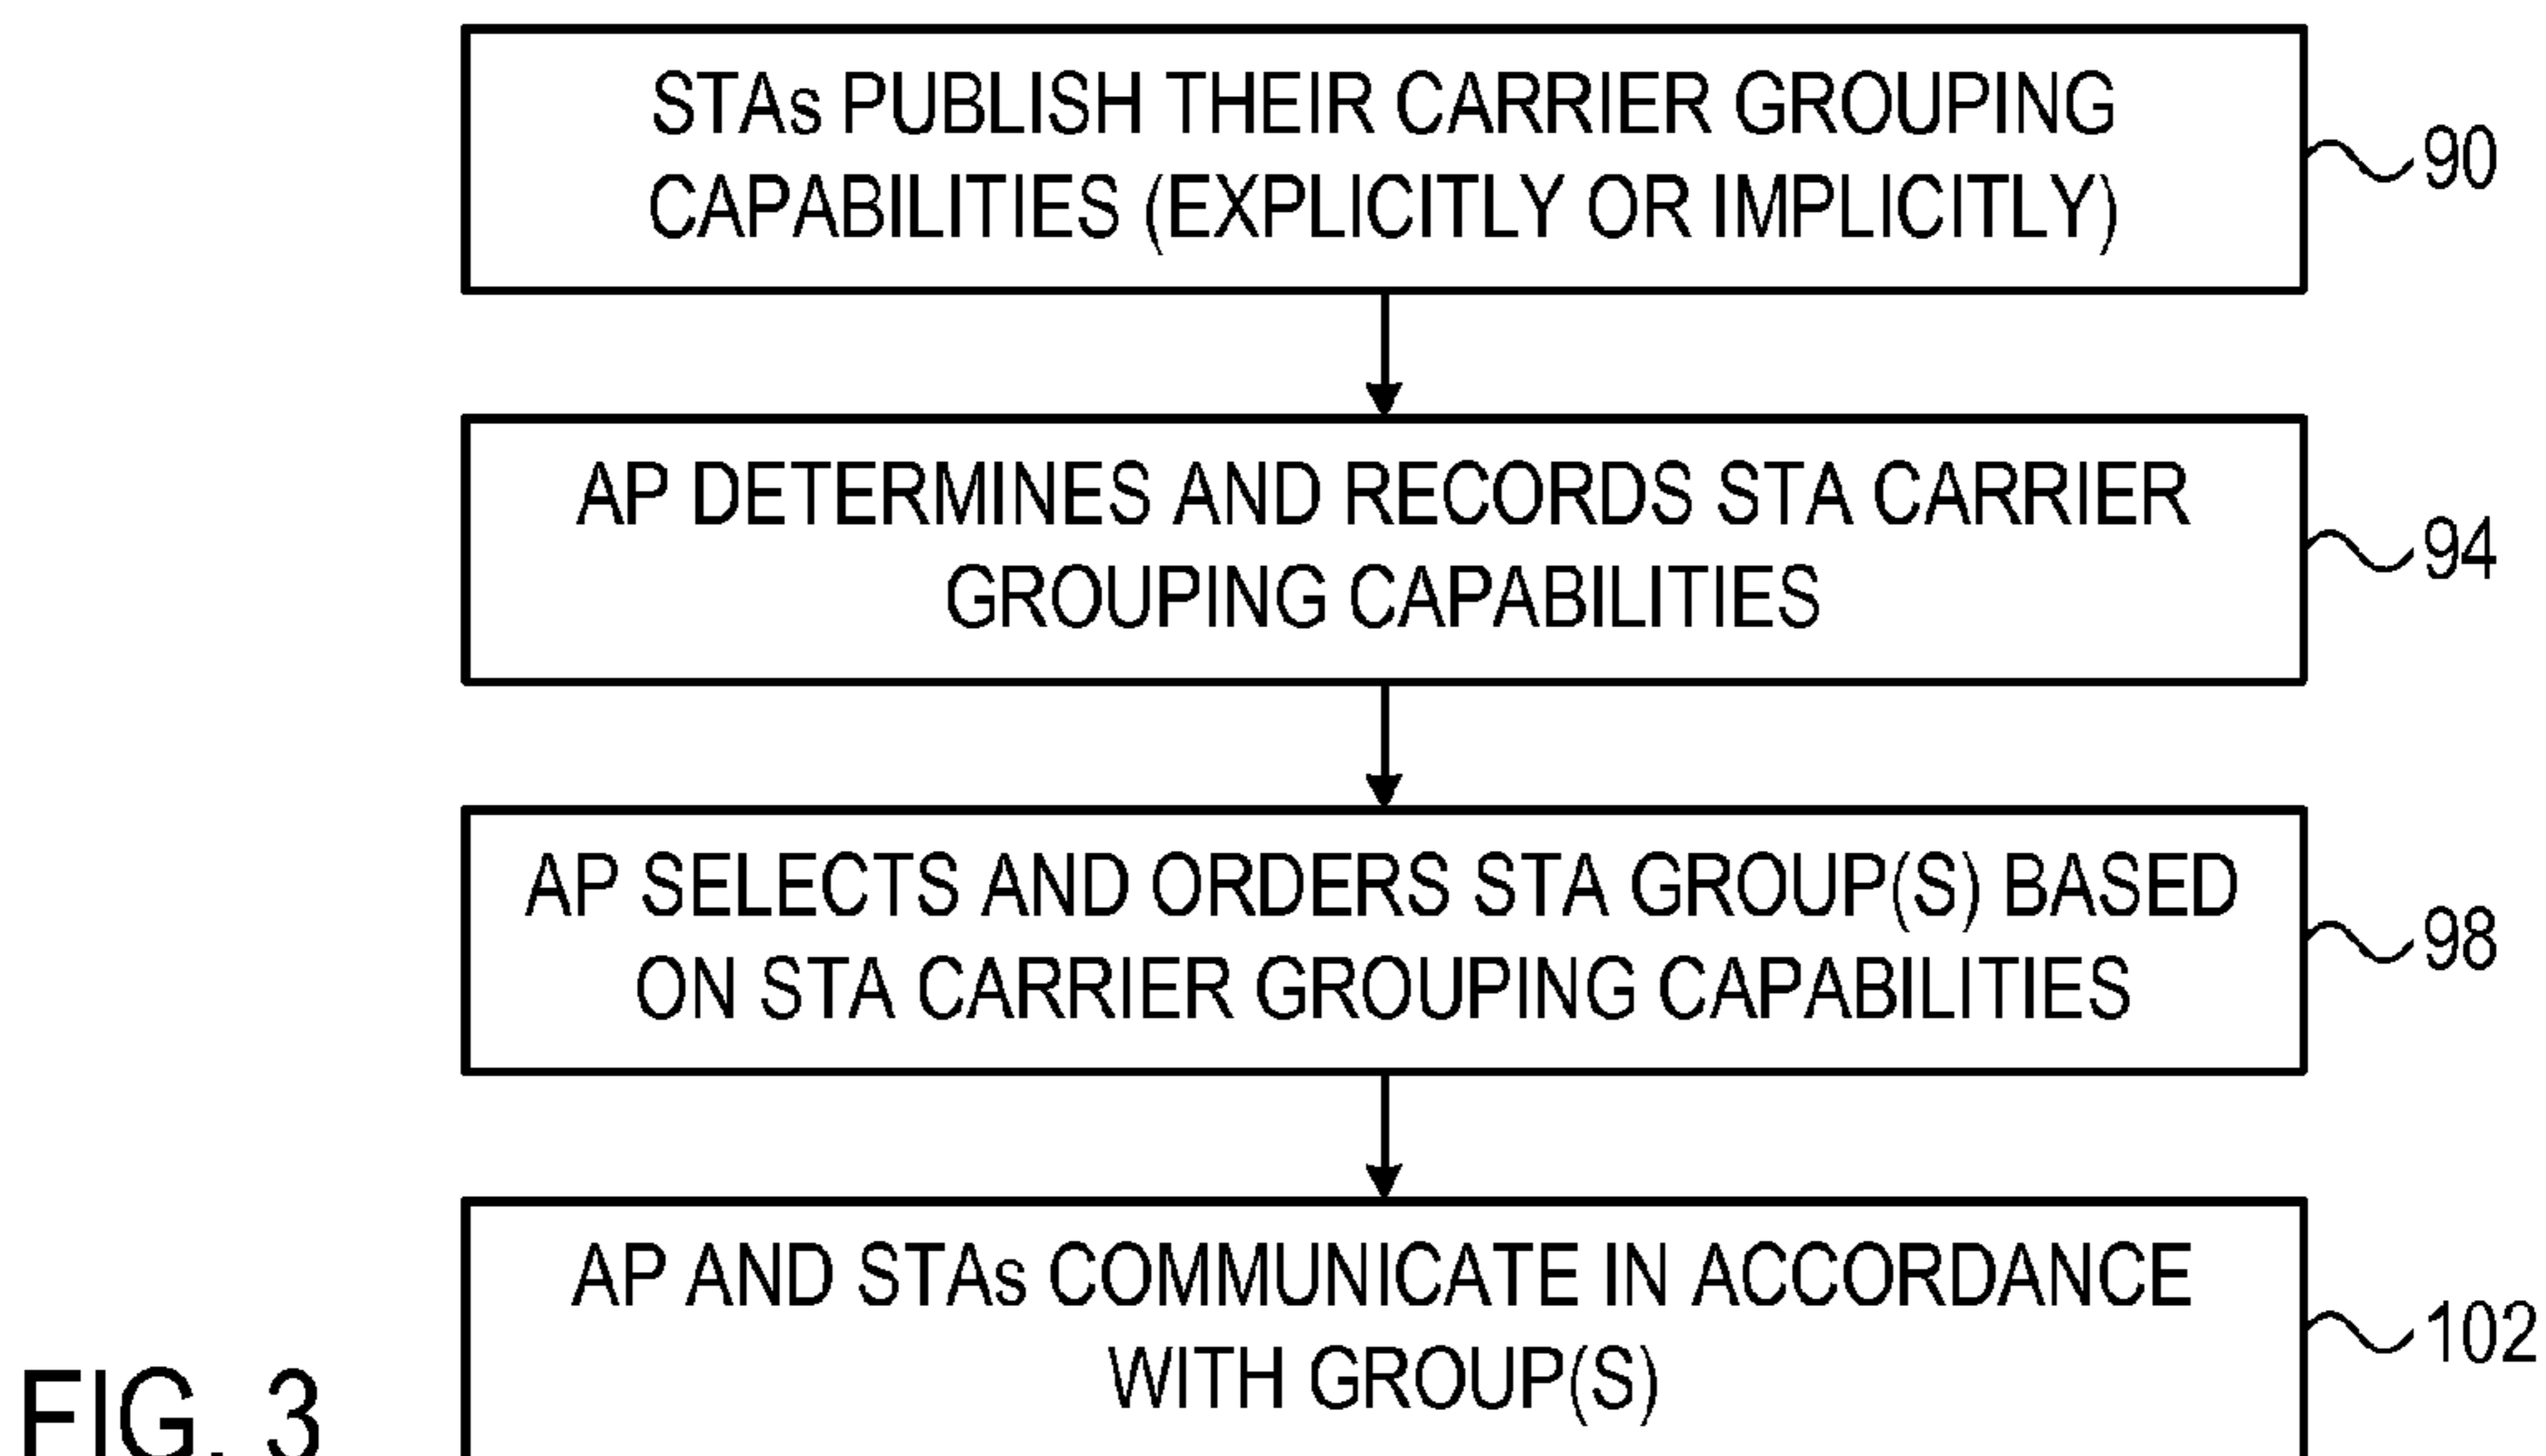 STAs PUBLISH THEIR CARRIER GROUPING
CAPABILITIES (EXPLICITLY OR IMPLICITLY)
90
AP DETERMINES AND RECORDS STA CARRIER
GROUPING CAPABILITIES
94
AP SELECTS AND ORDERS STA GROUP(S) BASED
ON STA CARRIER GROUPING CAPABILITIES
98
AP AND STAs COMMUNICATE IN ACCORDANCE
WITH GROUP(S)
102
FIG. 3